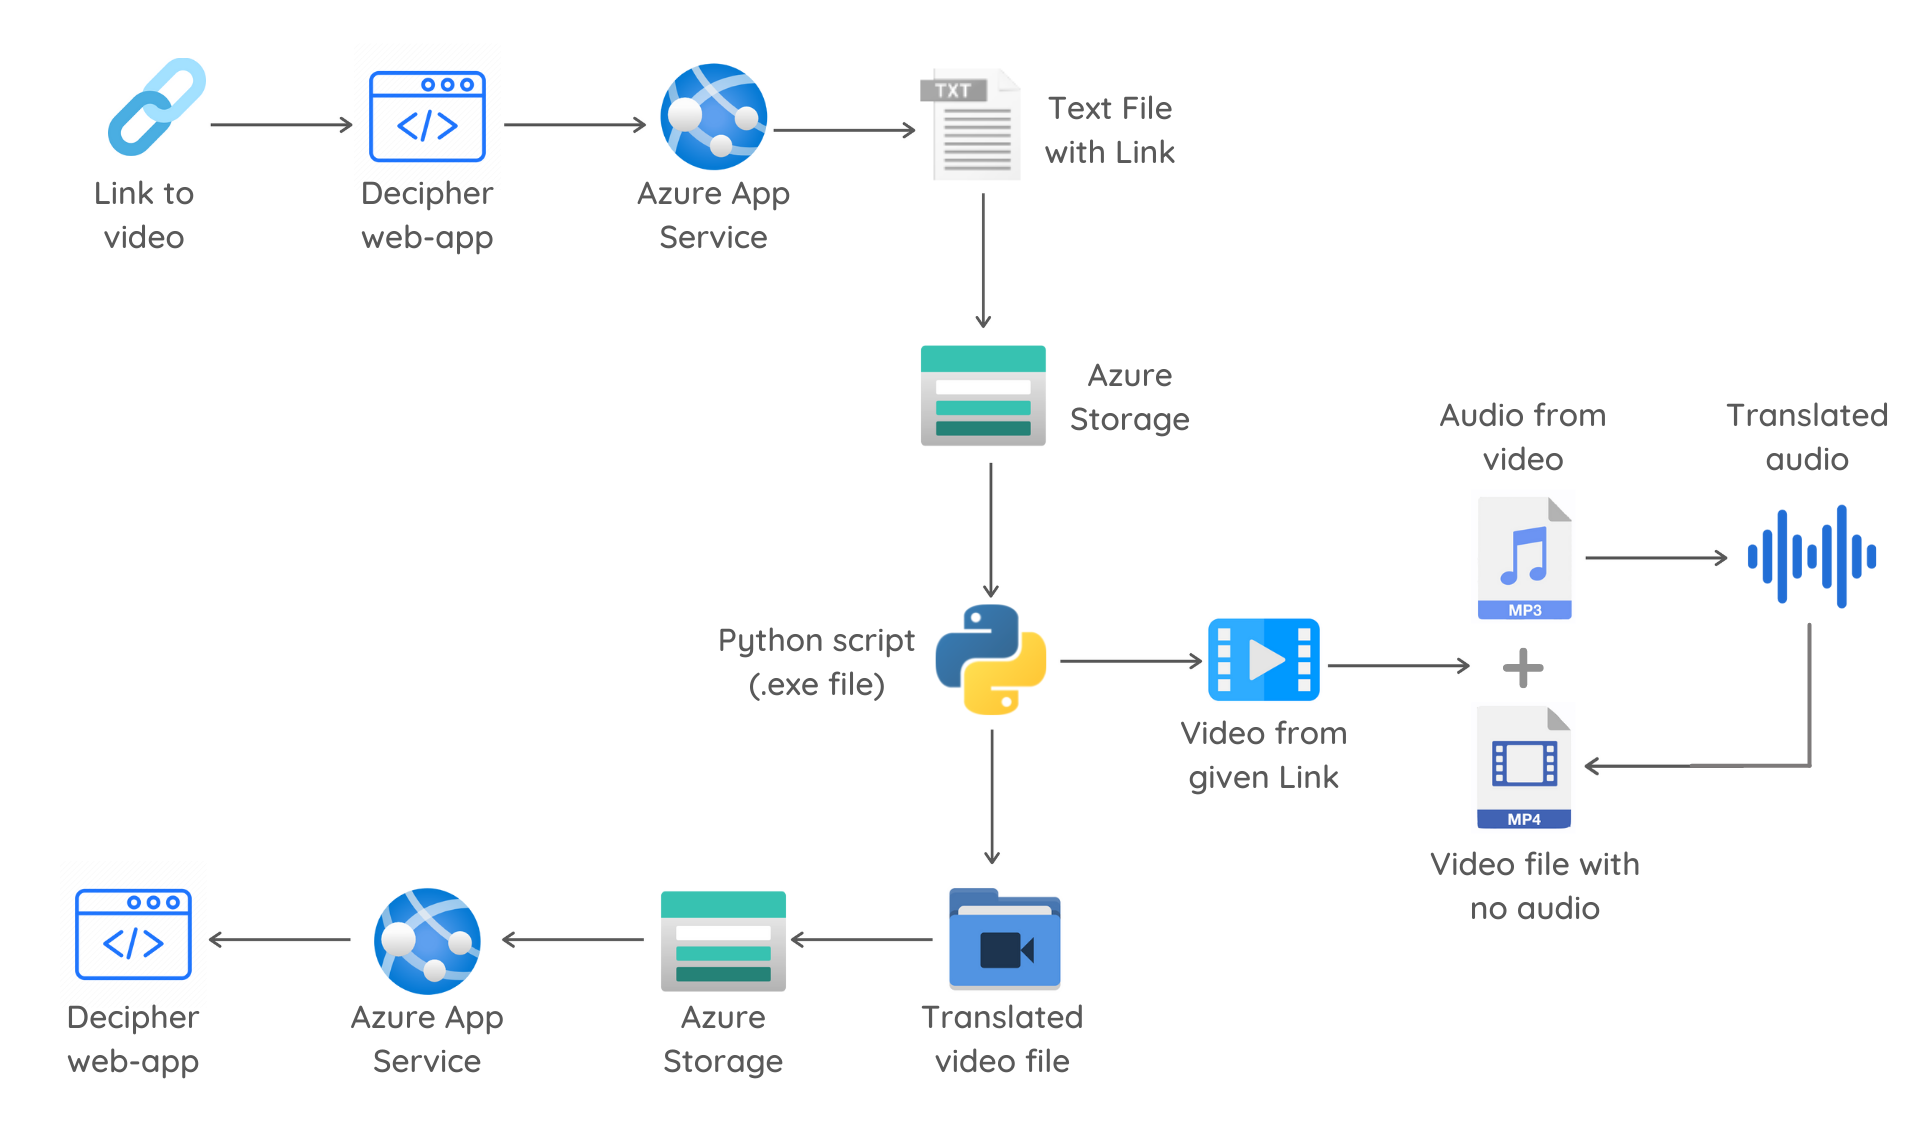 TXT
Text File
with Link
Link to
video
Decipher
web-app
Azure App
Service
Azure
Storage
Audio from
video
Translated
audio
MP3
Python script
(.exe file)
Video from
given Link
MP4
Video file with
no audio
</>
</>
Decipher
web-app
Azure App
Service
Azure
Storage
Translated
video file